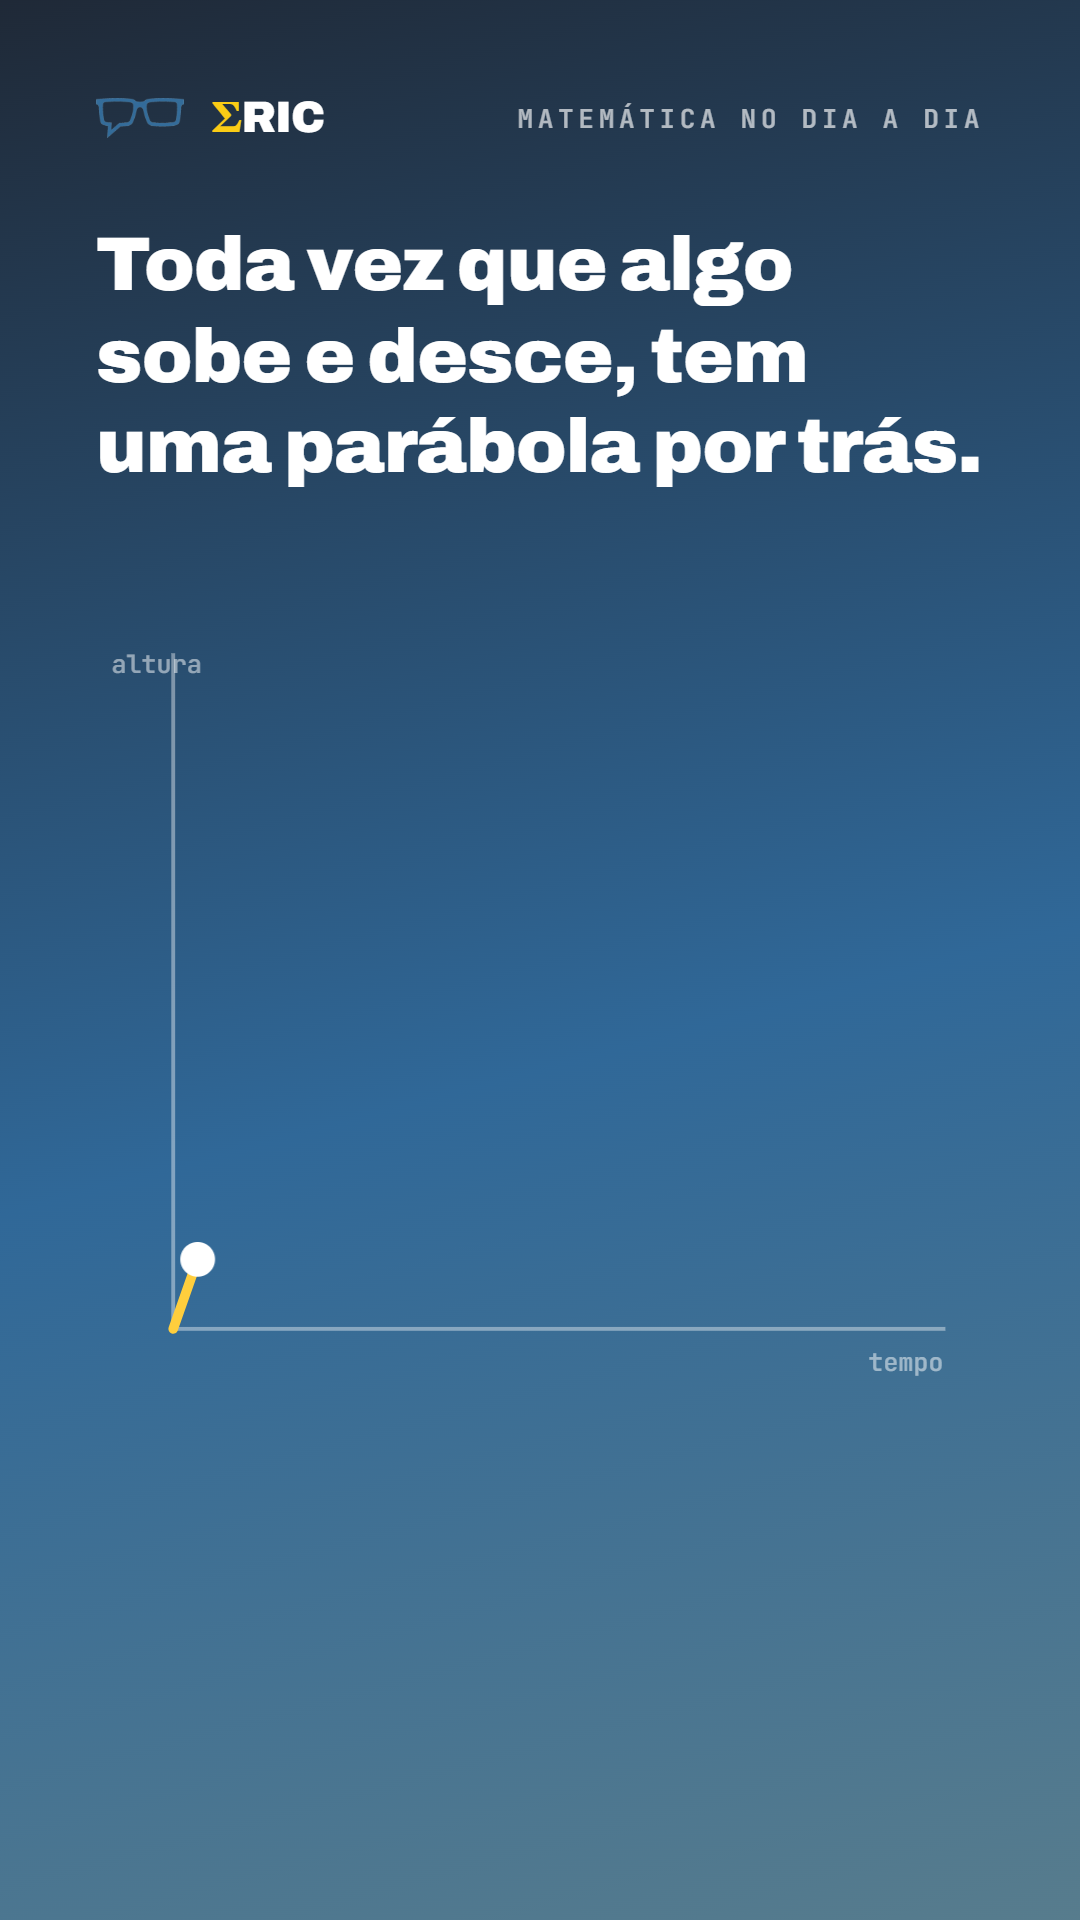 ΣRIC
MATEMÁTICA NO DIA A DIA
Toda vez que algo
sobe e desce, tem
uma parábola por trás.
altura
tempo